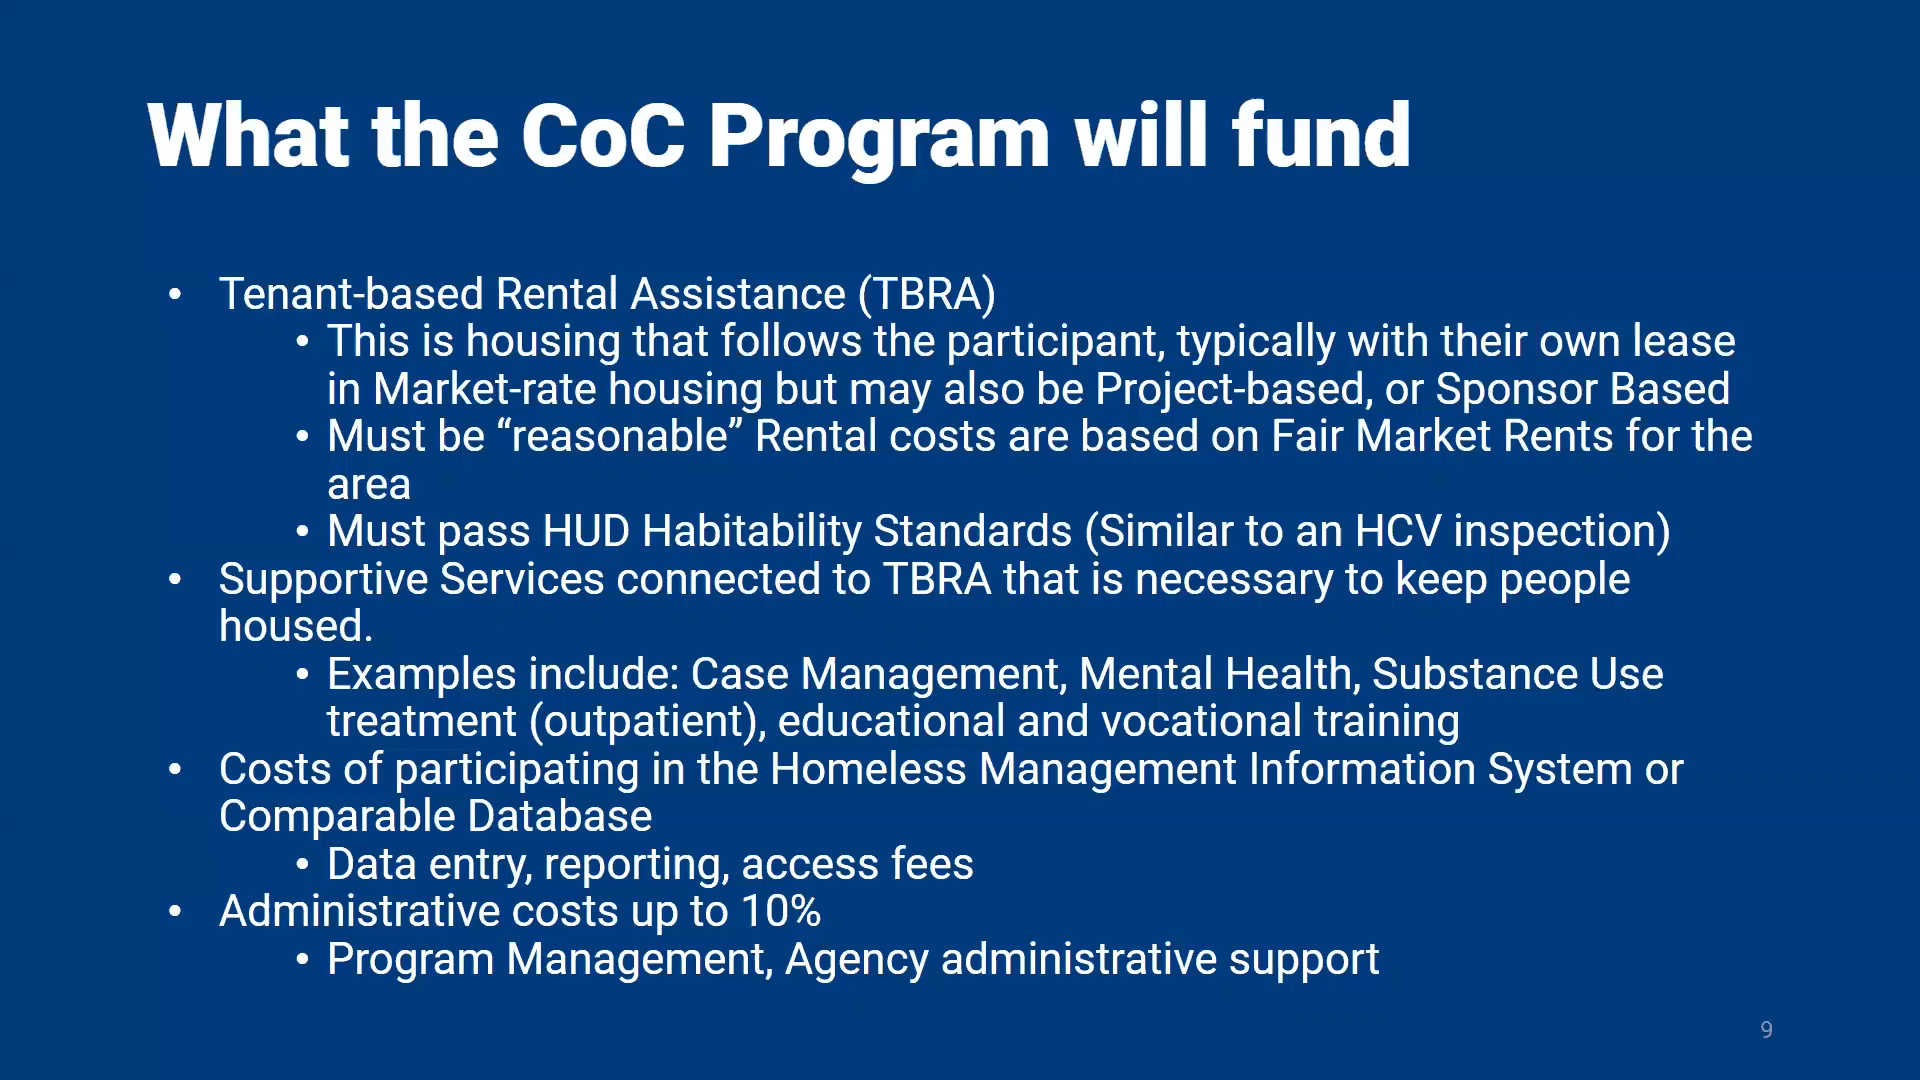 What the CoC Program will fund
• Tenant-based Rental Assistance (TBRA)
• This is housing that follows the participant, typically with their own lease
in Market-rate housing but may also be Project-based, or Sponsor Based
• Must be “reasonable” Rental costs are based on Fair Market Rents for the
area
• Must pass HUD Habitability Standards (Similar to an HCV inspection)
• Supportive Services connected to TBRA that is necessary to keep people
housed.
• Examples include: Case Management, Mental Health, Substance Use
treatment (outpatient), educational and vocational training
• Costs of participating in the Homeless Management Information System or
Comparable Database
• Data entry, reporting, access fees
• Administrative costs up to 10%
• Program Management, Agency administrative support
9